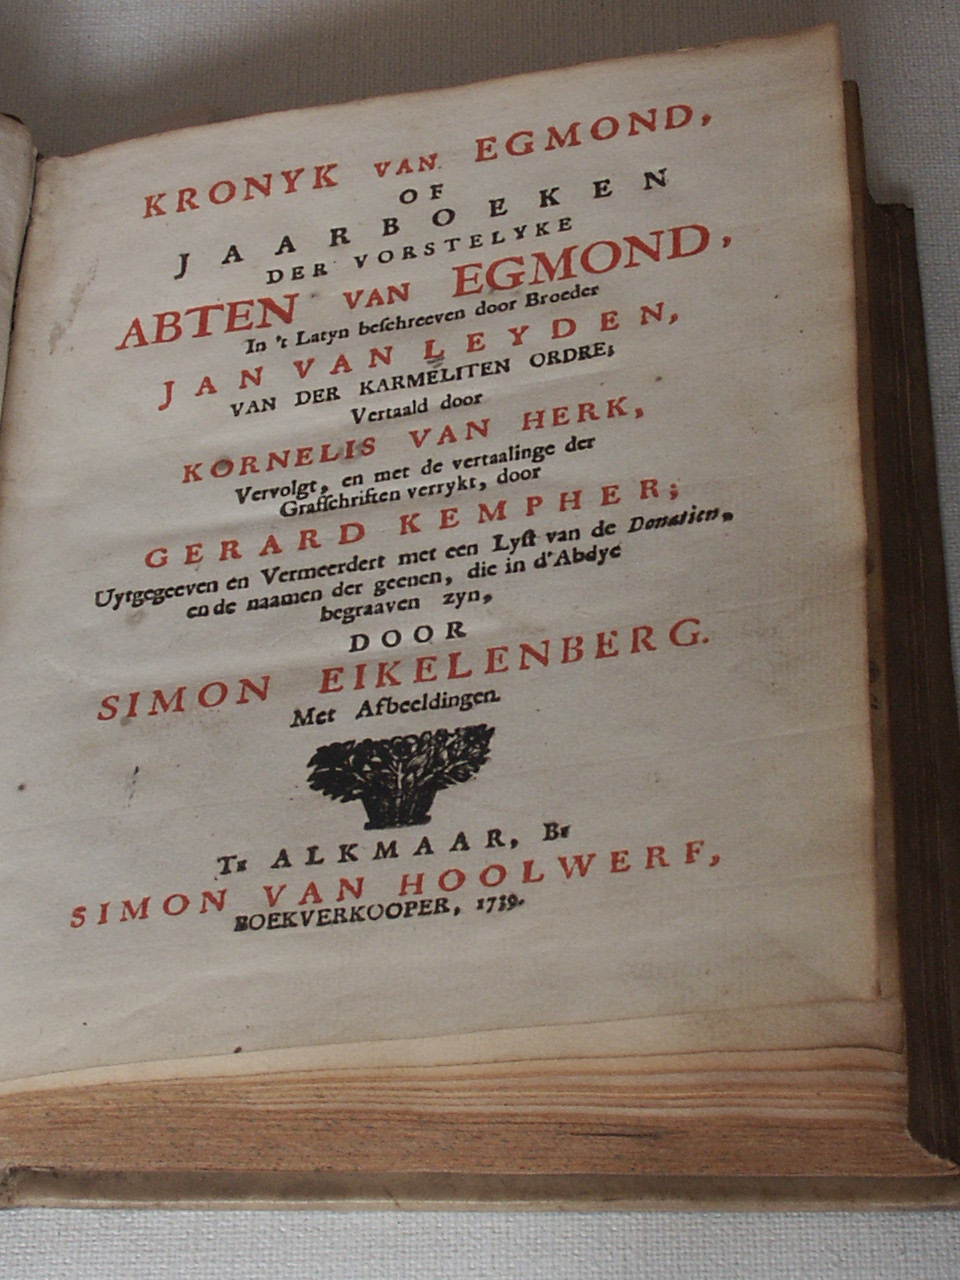 KRONYK VAN EGMOND,
OF
JAARBOEKEN
DER VORSTELYKE
ABTEN VAN EGMOND,
In 't Latyn beſchreeven door Broeder
JAN VAN LEYDEN,
VAN DER KARMELITEN ORDRE;
Vertaald door
KORNELIS VAN HERK,
Vervolgt, en met de vertaalinge der
Grafſchriften verrykt, door
GERARD KEMPHER;
Uytgegeeven en Vermeerdert met een Lyſt van de Donatien,
en de naamen der geenen, die in d'Abdye
begraaven zyn,
DOOR
SIMON EIKELENBERG.
Met Afbeeldingen.
TE ALKMAAR, BY
SIMON VAN HOOLWERF,
BOEKVERKOOPER, 1739.